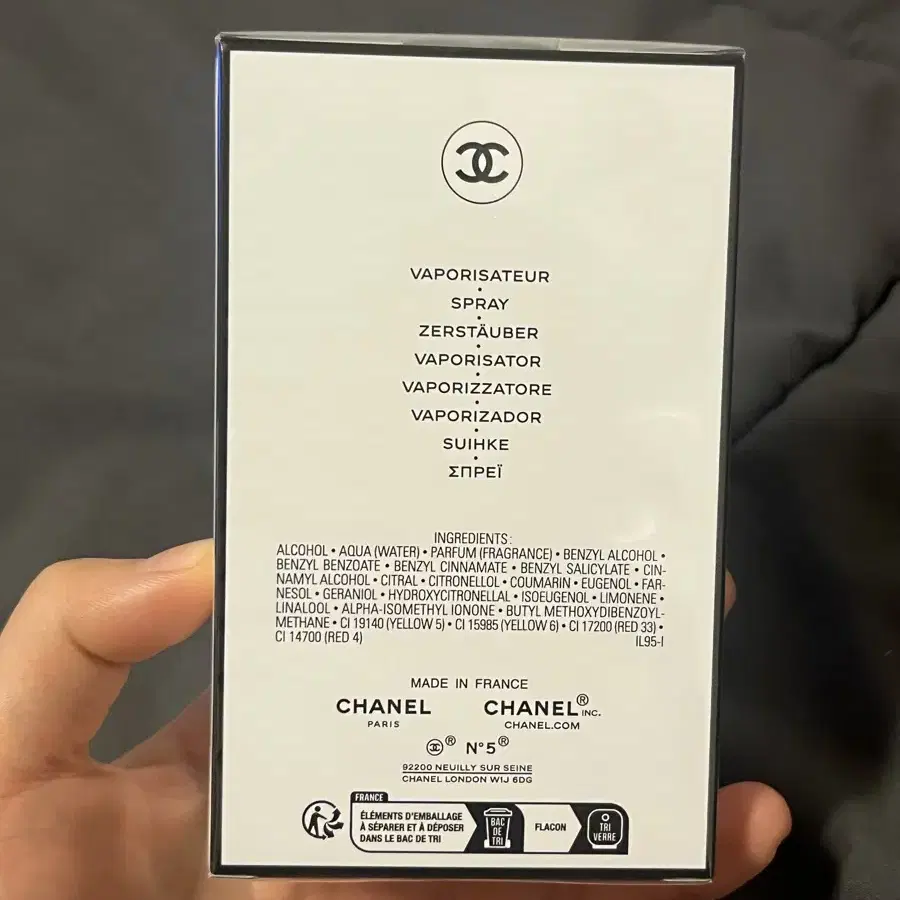 VAPORISATEUR
•
SPRAY
•
ZERSTÄUBER
•
VAPORISATOR
•
VAPORIZZATORE
•
VAPORIZADOR
•
SUIHKE
•
ΣΠΡΕΪ
INGREDIENTS:
ALCOHOL • AQUA (WATER) • PARFUM (FRAGRANCE) • BENZYL ALCOHOL •
BENZYL BENZOATE • BENZYL CINNAMATE • BENZYL SALICYLATE • CIN-
NAMYL ALCOHOL • CITRAL • CITRONELLOL • COUMARIN • EUGENOL • FAR-
NESOL • GERANIOL • HYDROXYCITRONELLAL • ISOEUGENOL • LIMONENE •
LINALOOL • ALPHA-ISOMETHYL IONONE • BUTYL METHOXYDIBENZOYL-
METHANE • CI 19140 (YELLOW 5) • CI 15985 (YELLOW 6) • CI 17200 (RED 33) •
CI 14700 (RED 4) IL95-I
MADE IN FRANCE
CHANEL CHANEL® INC.
PARIS CHANEL.COM
® N°5®
92200 NEUILLY SUR SEINE
CHANEL LONDON W1J 6DG
FRANCE
ÉLÉMENTS D'EMBALLAGE
À SÉPARER ET À DÉPOSER
DANS LE BAC DE TRI
BAC
DE
TRI
FLACON
TRI
VERRE